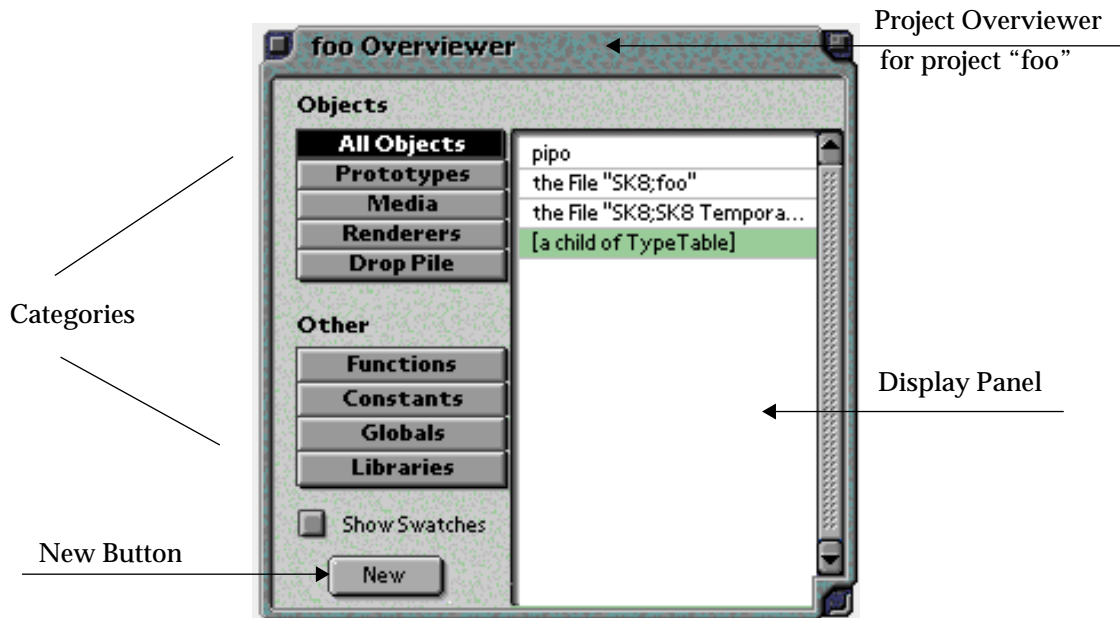 Project Overviewer
for project “foo”
foo Overviewer
Objects
All Objects
Prototypes
Media
Renderers
Drop Pile
pipo
the File "SK8;foo"
the File "SK8;SK8 Tempora...
[a child of TypeTable]
Categories
Other
Functions
Constants
Globals
Libraries
Display Panel
Show Swatches
New Button
New